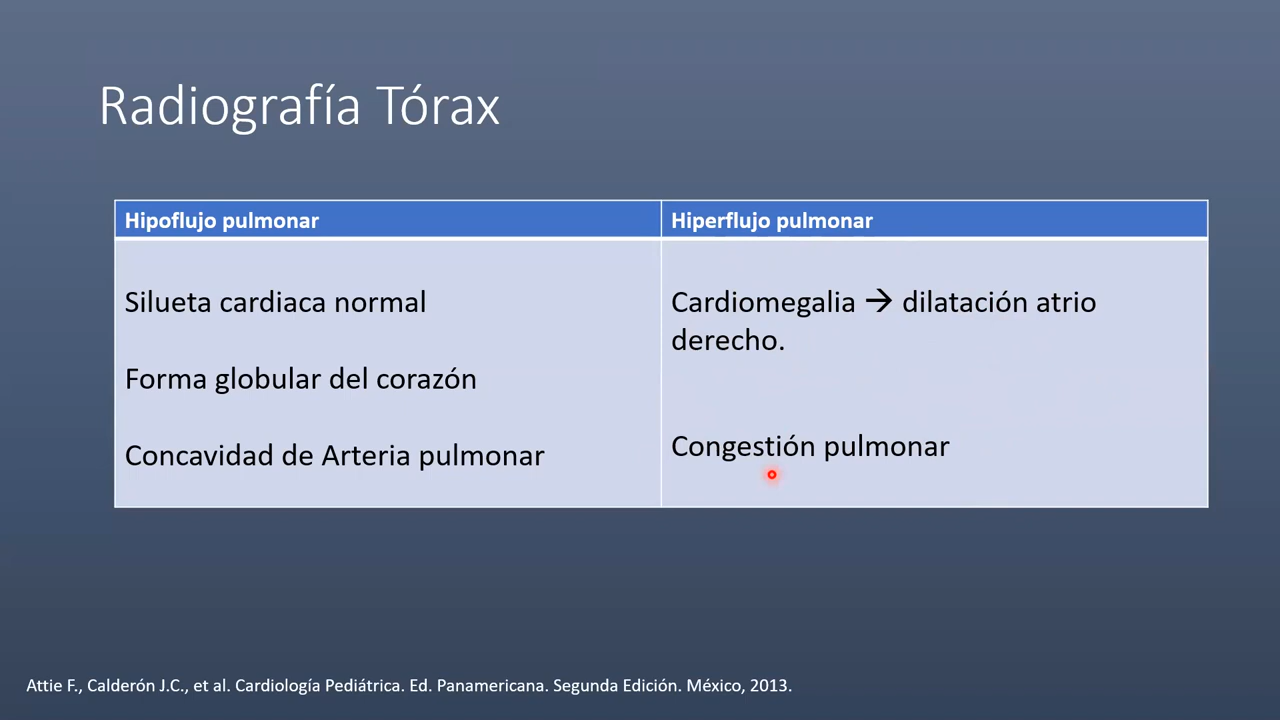 Radiografía Tórax
Hipoflujo pulmonar
Hiperflujo pulmonar
Silueta cardiaca normal
Forma globular del corazón
Concavidad de Arteria pulmonar
Cardiomegalia → dilatación atrio
derecho.
Congestión pulmonar
Attie F., Calderón J.C., et al. Cardiología Pediátrica. Ed. Panamericana. Segunda Edición. México, 2013.